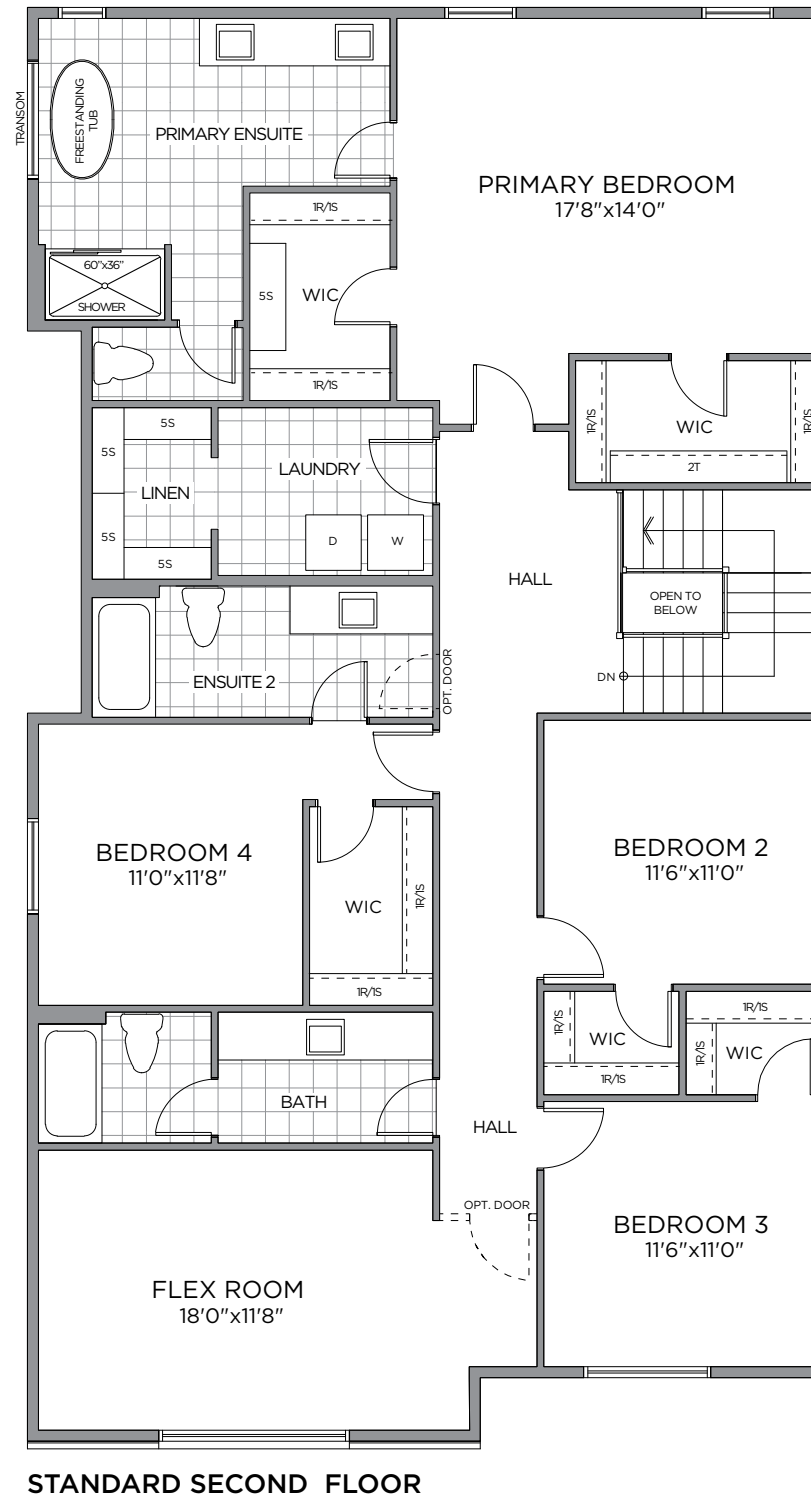 TRANSOM
FREESTANDING
TUB
PRIMARY ENSUITE
PRIMARY BEDROOM
17'8"x14'0"
1R/1S
5S
WIC
1R/1S
60"x36"
SHOWER
1R/1S
WIC
1R/1S
2T
5S
5S
LINEN
5S
5S
LAUNDRY
D
W
HALL
OPEN TO
BELOW
DN
ENSUITE 2
OPT. DOOR
BEDROOM 4
11'0"x11'8"
WIC
1R/1S
1R/1S
BEDROOM 2
11'6"x11'0"
1R/1S
WIC
1R/1S
1R/1S
1R/1S
WIC
BATH
HALL
OPT. DOOR
BEDROOM 3
11'6"x11'0"
FLEX ROOM
18'0"x11'8"
STANDARD SECOND FLOOR